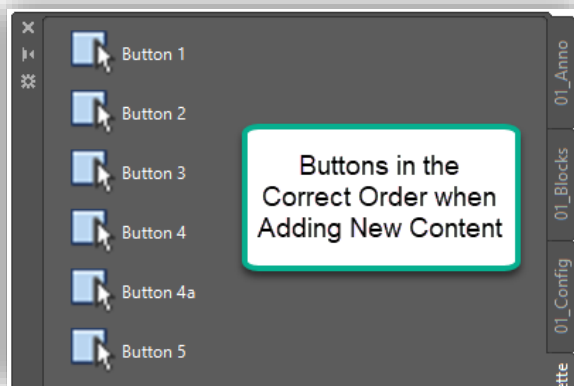 Button 1
Button 2
Button 3
Button 4
Button 4a
Button 5
Buttons in the
Correct Order when
Adding New Content
01_Anno
01_Blocks
01_Config
ette